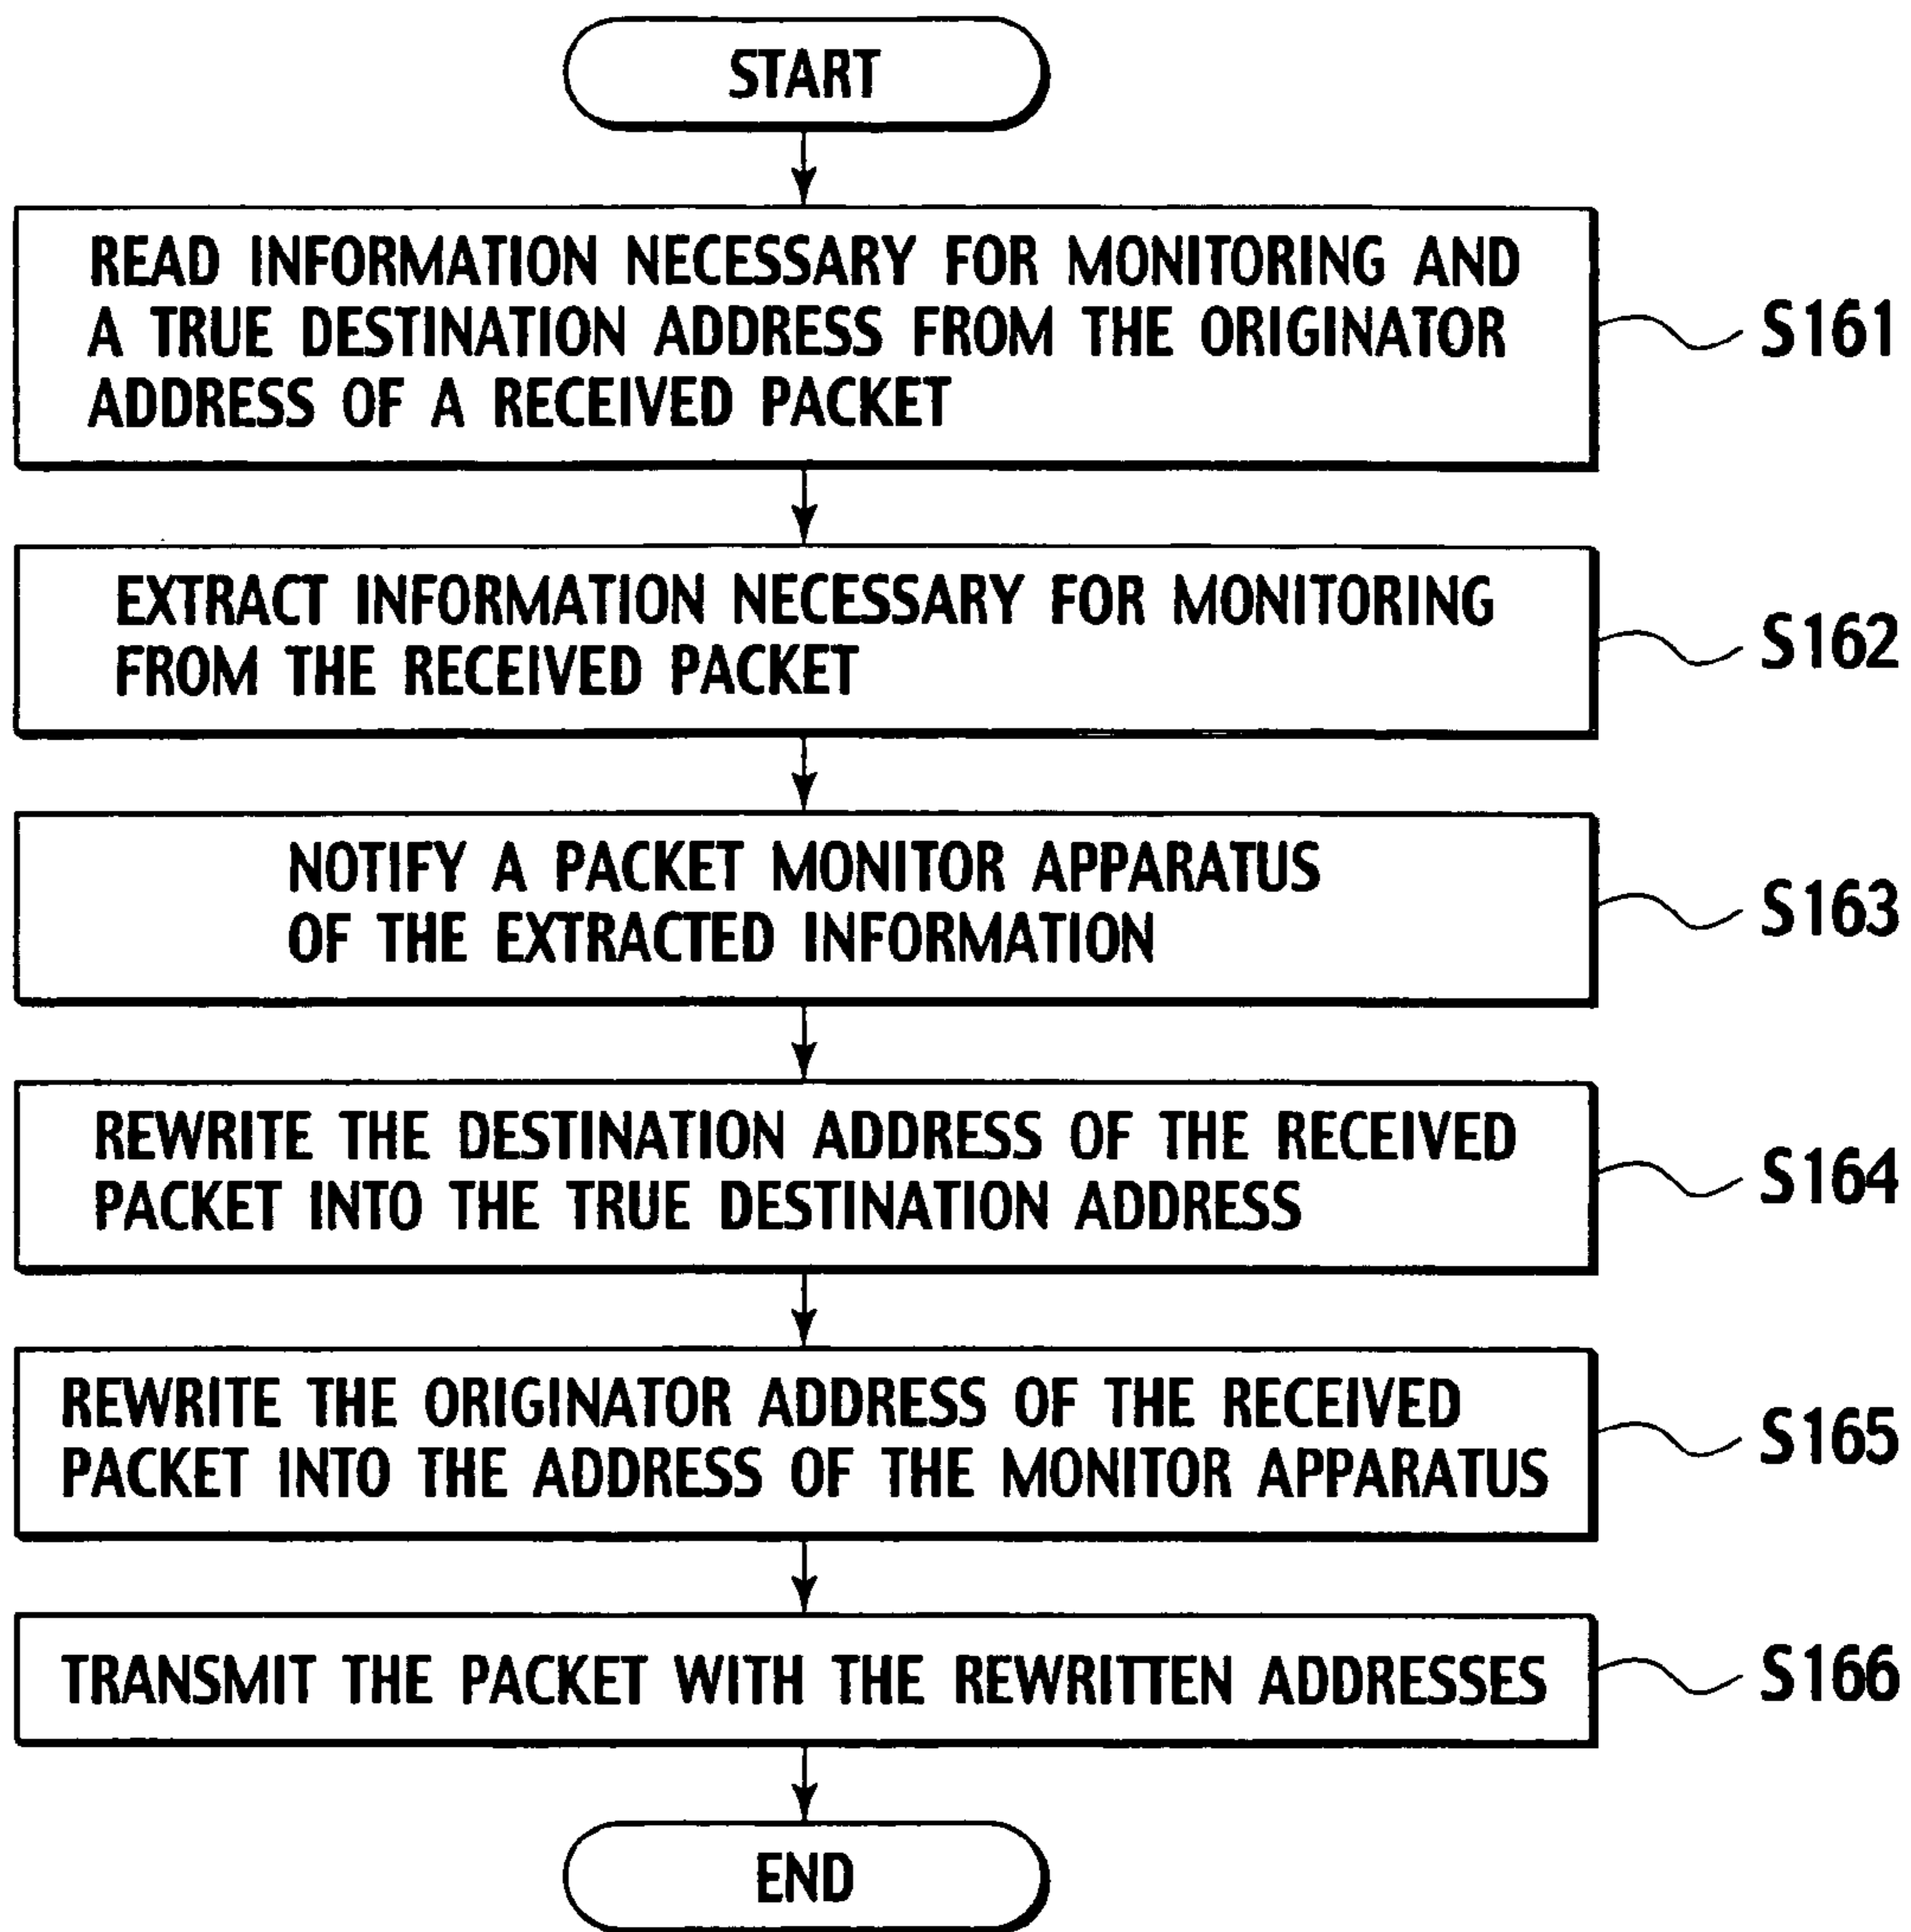 START
READ INFORMATION NECESSARY FOR MONITORING AND
A TRUE DESTINATION ADDRESS FROM THE ORIGINATOR
ADDRESS OF A RECEIVED PACKET
S161
EXTRACT INFORMATION NECESSARY FOR MONITORING
FROM THE RECEIVED PACKET
S162
NOTIFY A PACKET MONITOR APPARATUS
OF THE EXTRACTED INFORMATION
S163
REWRITE THE DESTINATION ADDRESS OF THE RECEIVED
PACKET INTO THE TRUE DESTINATION ADDRESS
S164
REWRITE THE ORIGINATOR ADDRESS OF THE RECEIVED
PACKET INTO THE ADDRESS OF THE MONITOR APPARATUS
S165
TRANSMIT THE PACKET WITH THE REWRITTEN ADDRESSES
S166
END